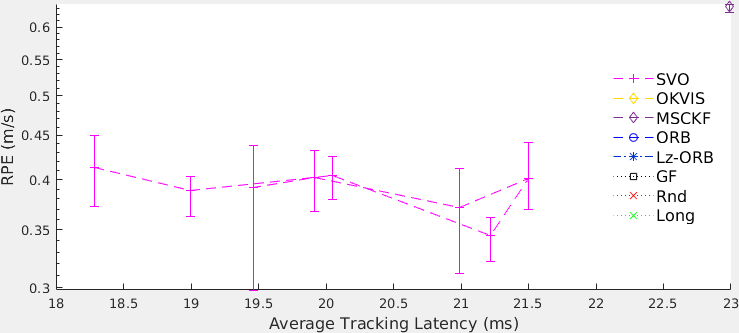 RPE (m/s)
0.6
0.55
0.5
0.45
0.4
0.35
0.3
18 18.5 19 19.5 20 20.5 21 21.5 22 22.5 23
Average Tracking Latency (ms)
SVO
OKVIS
MSCKF
ORB
Lz-ORB
GF
Rnd
Long